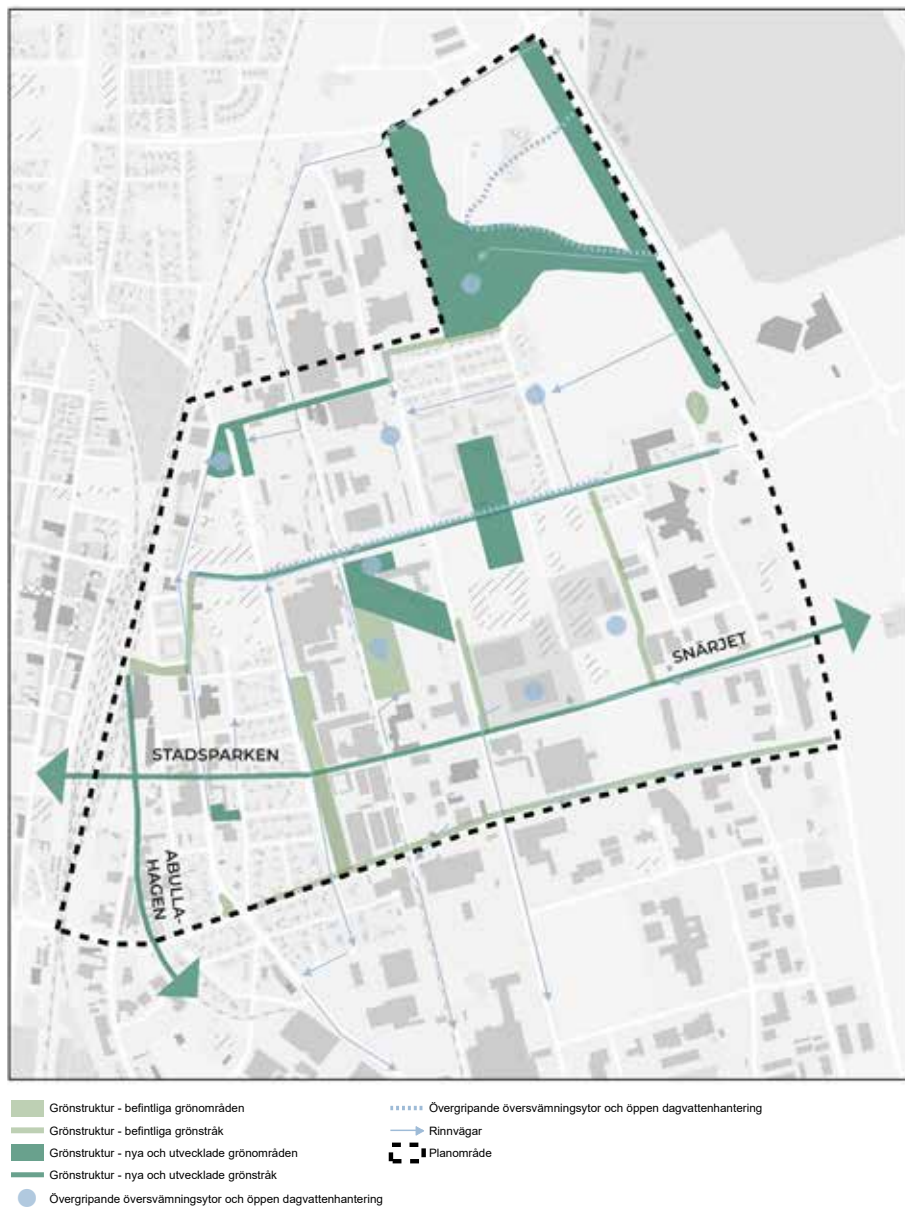 SNÄRJET
STADSPARKEN
ABULLA-
HAGEN
Grönstruktur - befintliga grönområden
Grönstruktur - befintliga grönstråk
Grönstruktur - nya och utvecklade grönområden
Grönstruktur - nya och utvecklade grönstråk
Övergripande översvämningsytor och öppen dagvattenhantering
Övergripande översvämningsytor och öppen dagvattenhantering
Rinnvägar
Planområde